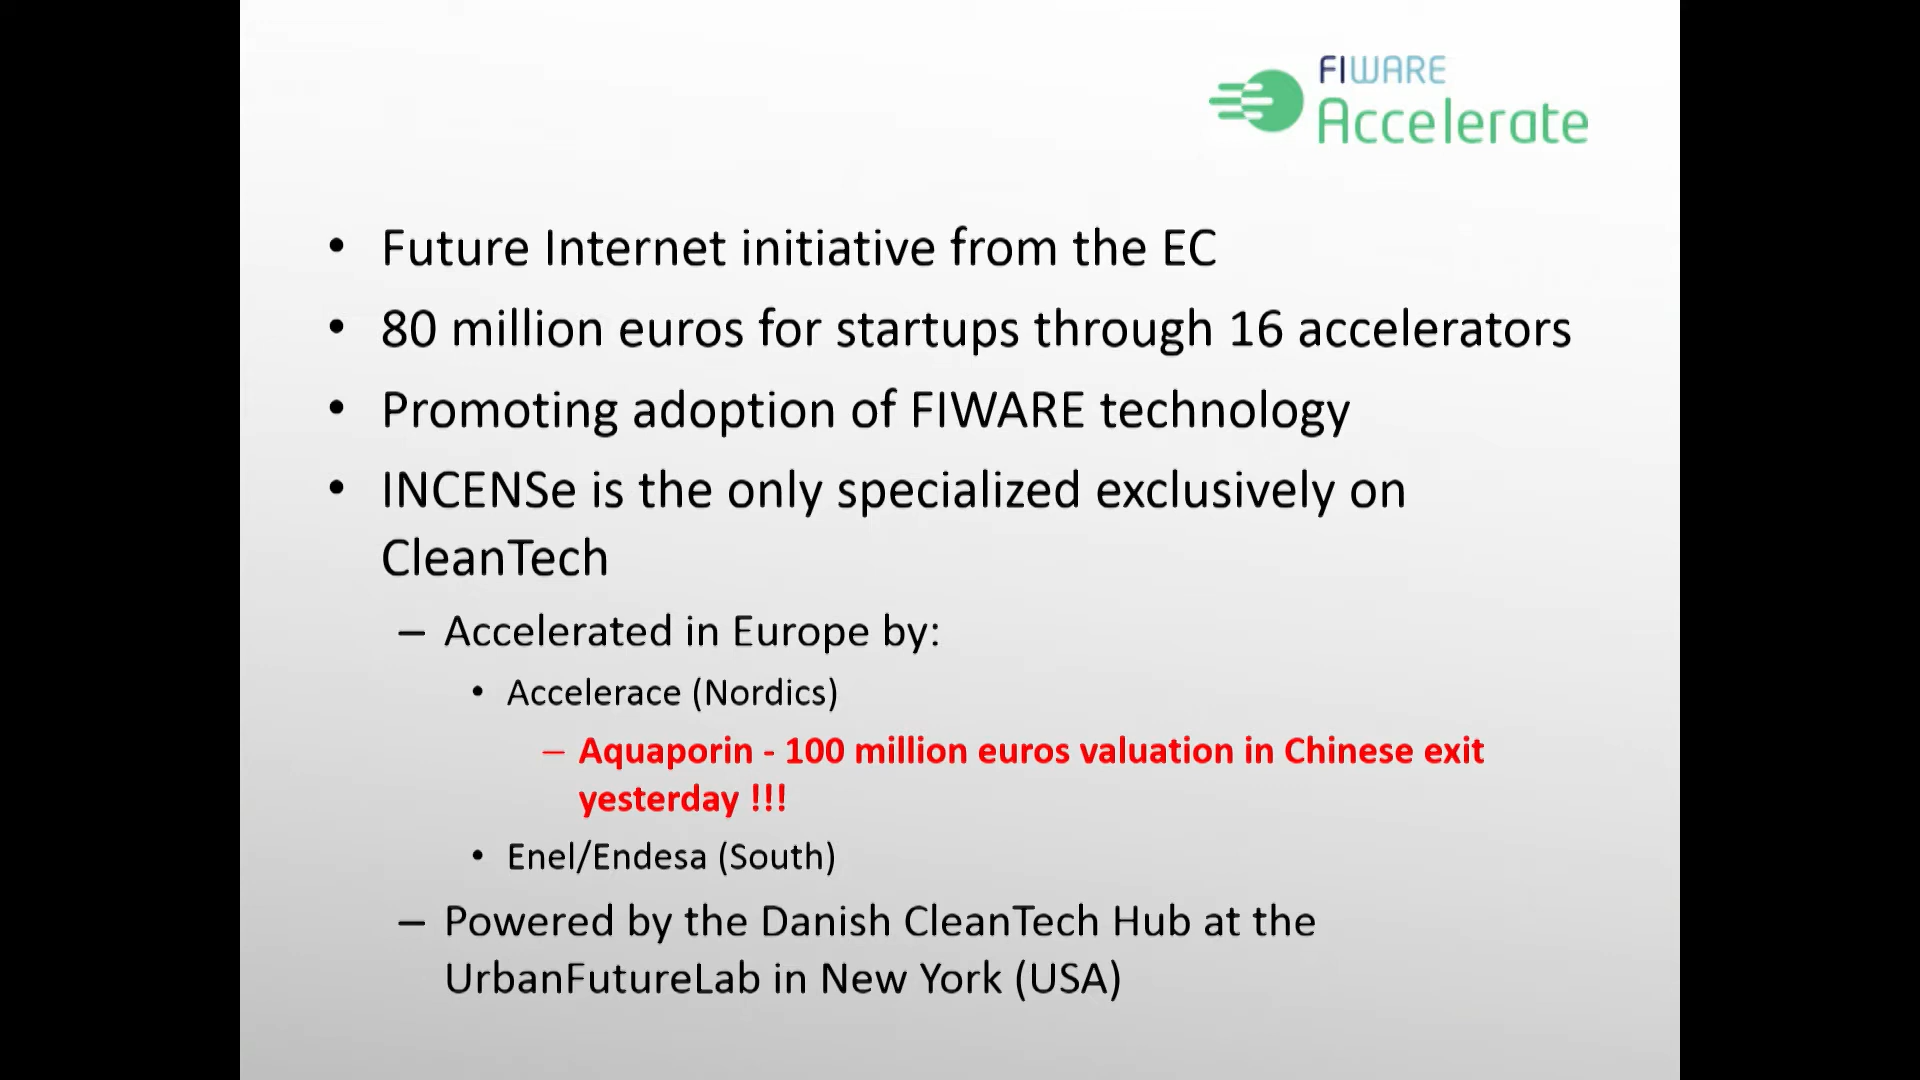 FIWARE
Accelerate
• Future Internet initiative from the EC
• 80 million euros for startups through 16 accelerators
• Promoting adoption of FIWARE technology
• INCENSe is the only specialized exclusively on
CleanTech
– Accelerated in Europe by:
• Accelerace (Nordics)
– Aquaporin - 100 million euros valuation in Chinese exit
yesterday !!!
• Enel/Endesa (South)
– Powered by the Danish CleanTech Hub at the
UrbanFutureLab in New York (USA)